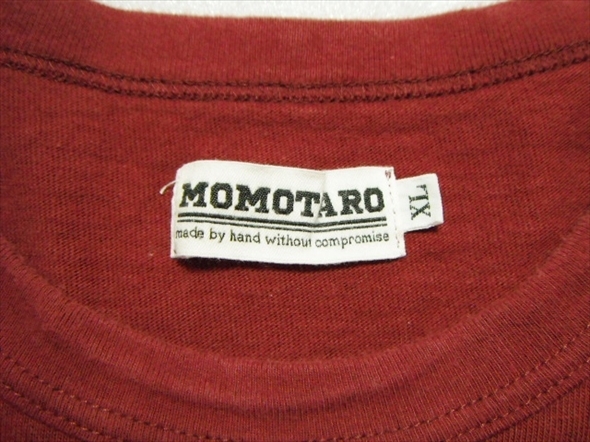 MOMOTARO
made by hand without compromise
XL